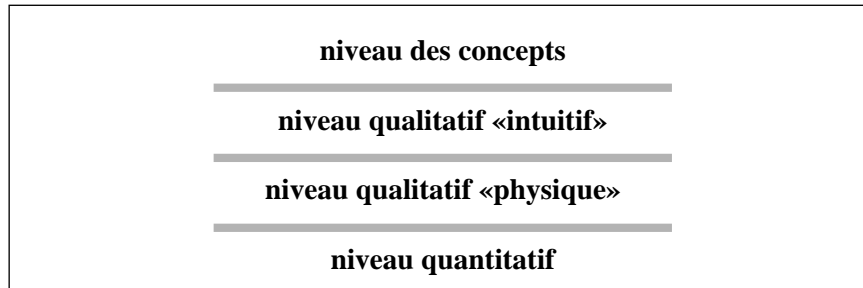 niveau des concepts
niveau qualitatif «intuitif»
niveau qualitatif «physique»
niveau quantitatif